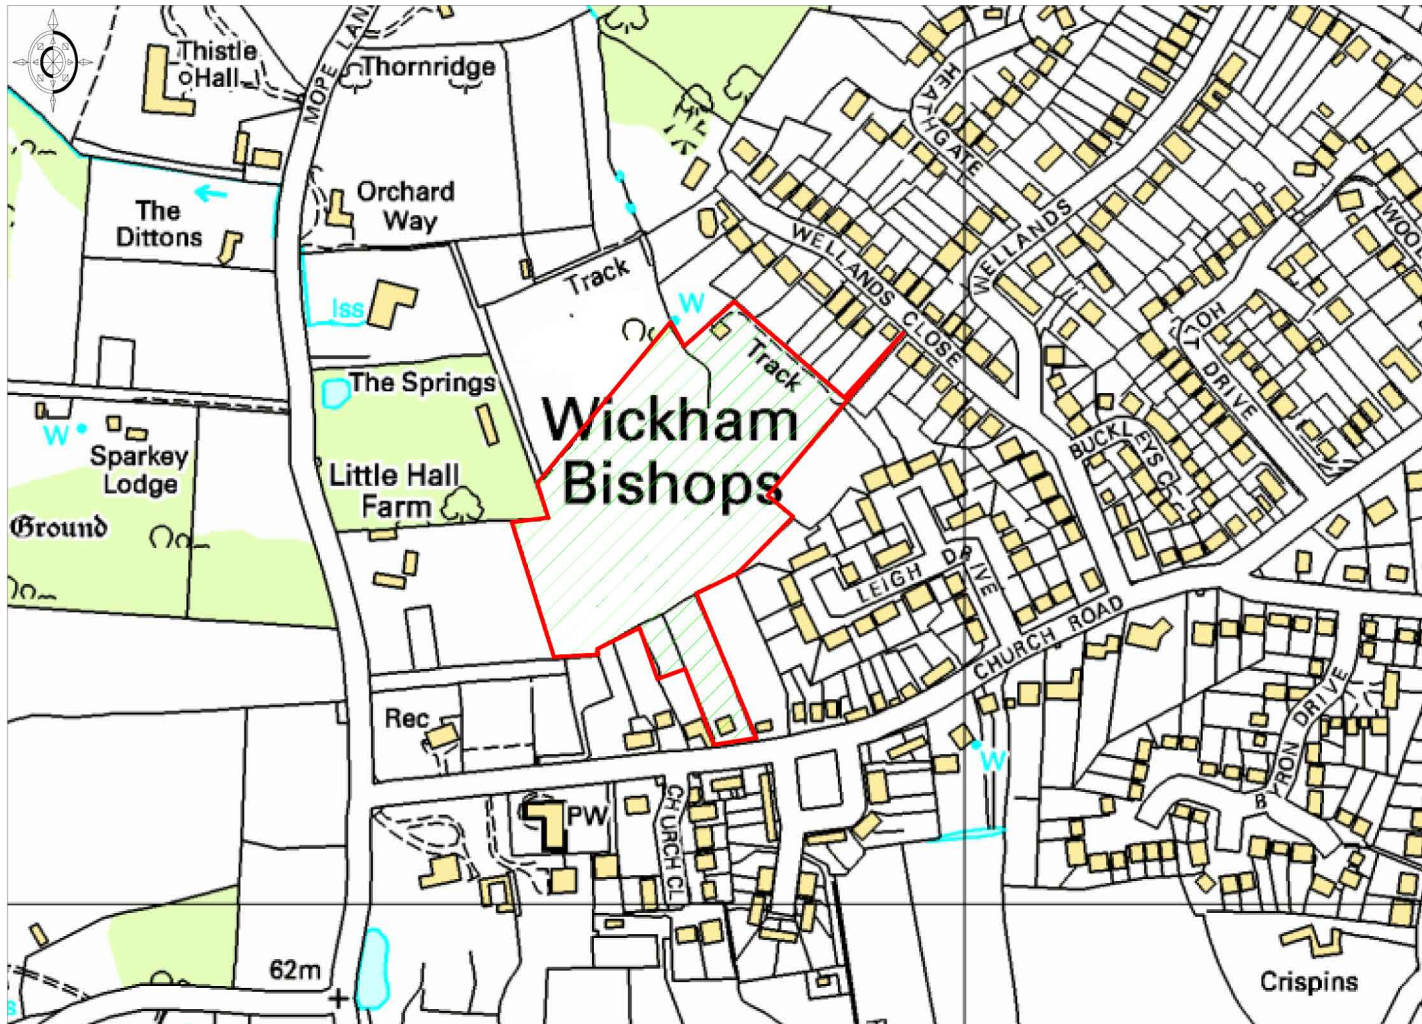 Thistle
Hall
MOPE LAN
Thornridge
HEATHGATE
The
Dittons
Orchard
Way
WELLANDS
WELLANDS CLOSE
Track
W
Iss
HOLT DRIVE
The Springs
Track
Wickham
Bishops
W
Sparkey
Lodge
BUCKLEYS CL
Little Hall
Farm
Ground
LEIGH DRIVE
CHURCH ROAD
BYRON DRIVE
Rec
W
PW
CHURCH CL
62m
Crispins
s